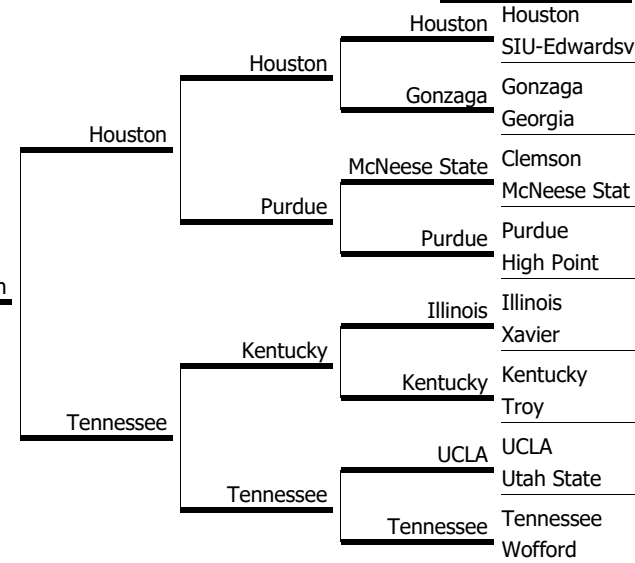 Houston
SIU-Edwardsv
Gonzaga
Georgia
Clemson
McNeese Stat
Purdue
High Point
Illinois
Xavier
Kentucky
Troy
UCLA
Utah State
Tennessee
Wofford
Houston
Gonzaga
McNeese State
Purdue
Illinois
Kentucky
UCLA
Tennessee
Houston
Purdue
Kentucky
Tennessee
Houston
Tennessee
n